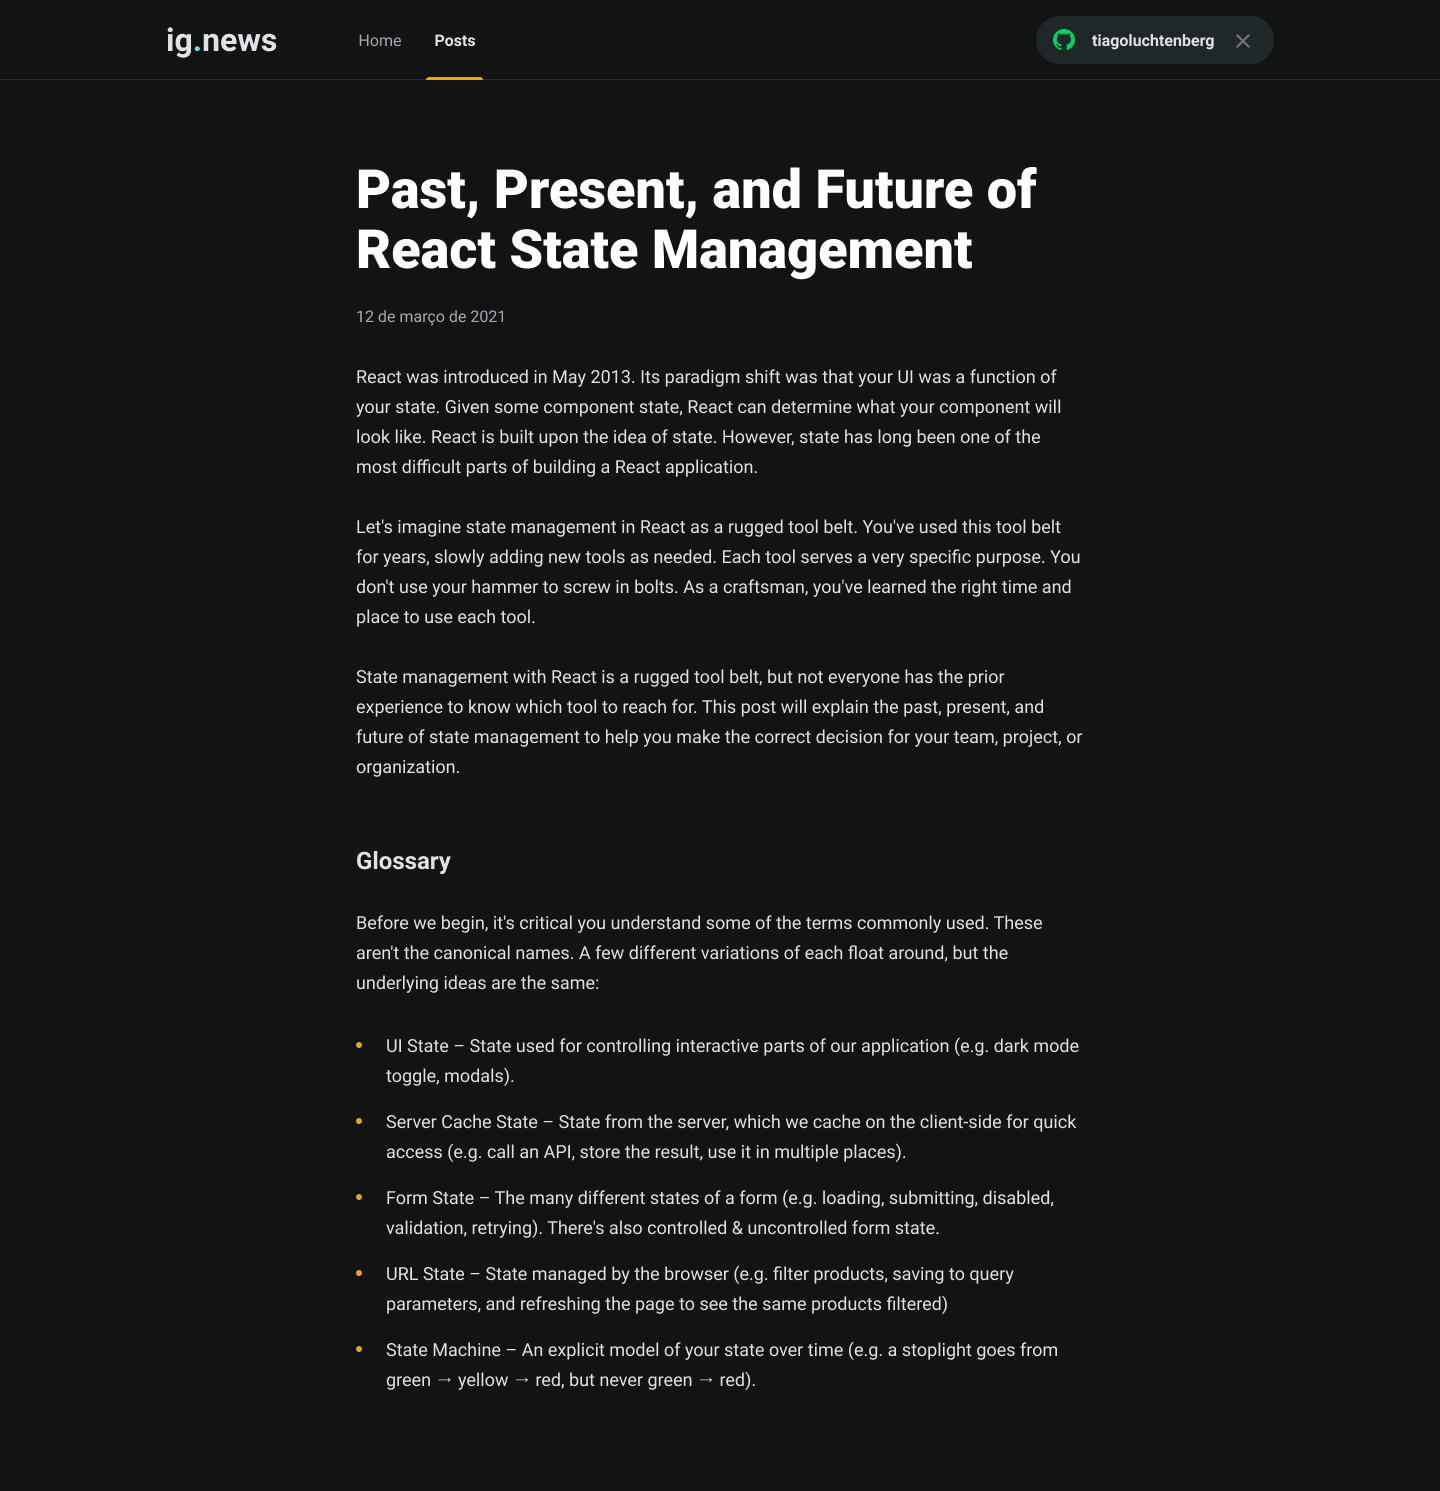 ig.news
Home
Posts
tiagoluchtenberg
Past, Present, and Future of
React State Management
12 de março de 2021
React was introduced in May 2013. Its paradigm shift was that your UI was a function of
your state. Given some component state, React can determine what your component will
look like. React is built upon the idea of state. However, state has long been one of the
most difficult parts of building a React application.
Let's imagine state management in React as a rugged tool belt. You've used this tool belt
for years, slowly adding new tools as needed. Each tool serves a very specific purpose. You
don't use your hammer to screw in bolts. As a craftsman, you've learned the right time and
place to use each tool.
State management with React is a rugged tool belt, but not everyone has the prior
experience to know which tool to reach for. This post will explain the past, present, and
future of state management to help you make the correct decision for your team, project, or
organization.
Glossary
Before we begin, it's critical you understand some of the terms commonly used. These
aren't the canonical names. A few different variations of each float around, but the
underlying ideas are the same:
• UI State – State used for controlling interactive parts of our application (e.g. dark mode
toggle, modals).
• Server Cache State – State from the server, which we cache on the client-side for quick
access (e.g. call an API, store the result, use it in multiple places).
• Form State – The many different states of a form (e.g. loading, submitting, disabled,
validation, retrying). There's also controlled & uncontrolled form state.
• URL State – State managed by the browser (e.g. filter products, saving to query
parameters, and refreshing the page to see the same products filtered)
• State Machine – An explicit model of your state over time (e.g. a stoplight goes from
green → yellow → red, but never green → red).